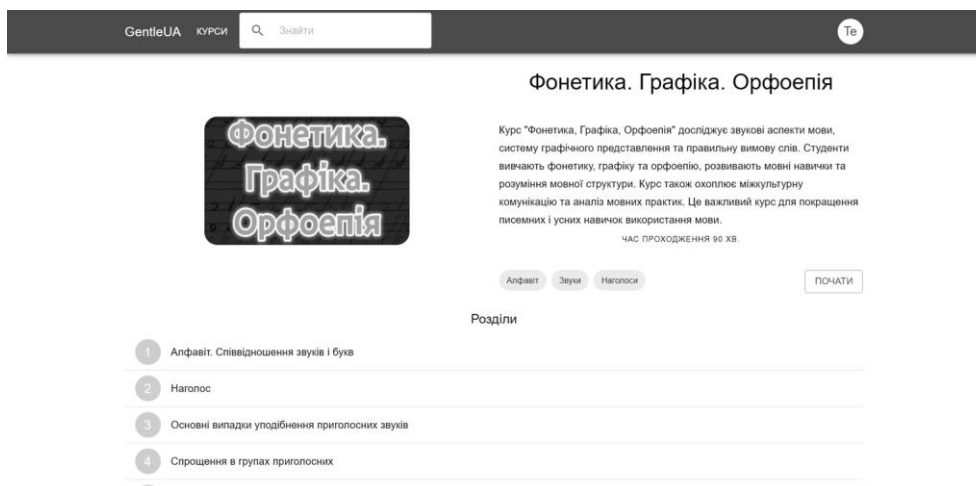 GentleUA КУРСИ Знайти Te
Фонетика. Графіка. Орфоепія
Фонетика.
Графіка.
Орфоепія
Курс "Фонетика, Графіка, Орфоепія" досліджує звукові аспекти мови,
систему графічного представлення та правильну вимову слів. Студенти
вивчають фонетику, графіку та орфоепію, розвивають мовні навички та
розуміння мовної структури. Курс також охоплює міжкультурну
комунікацію та аналіз мовних практик. Це важливий курс для покращення
писемних і усних навичок використання мови.
ЧАС ПРОХОДЖЕННЯ 90 ХВ.
Алфавіт Звуки Наголоси ПОЧАТИ
Розділи
1 Алфавіт. Співвідношення звуків і букв
2 Наголос
3 Основні випадки уподібнення приголосних звуків
4 Спрощення в групах приголосних